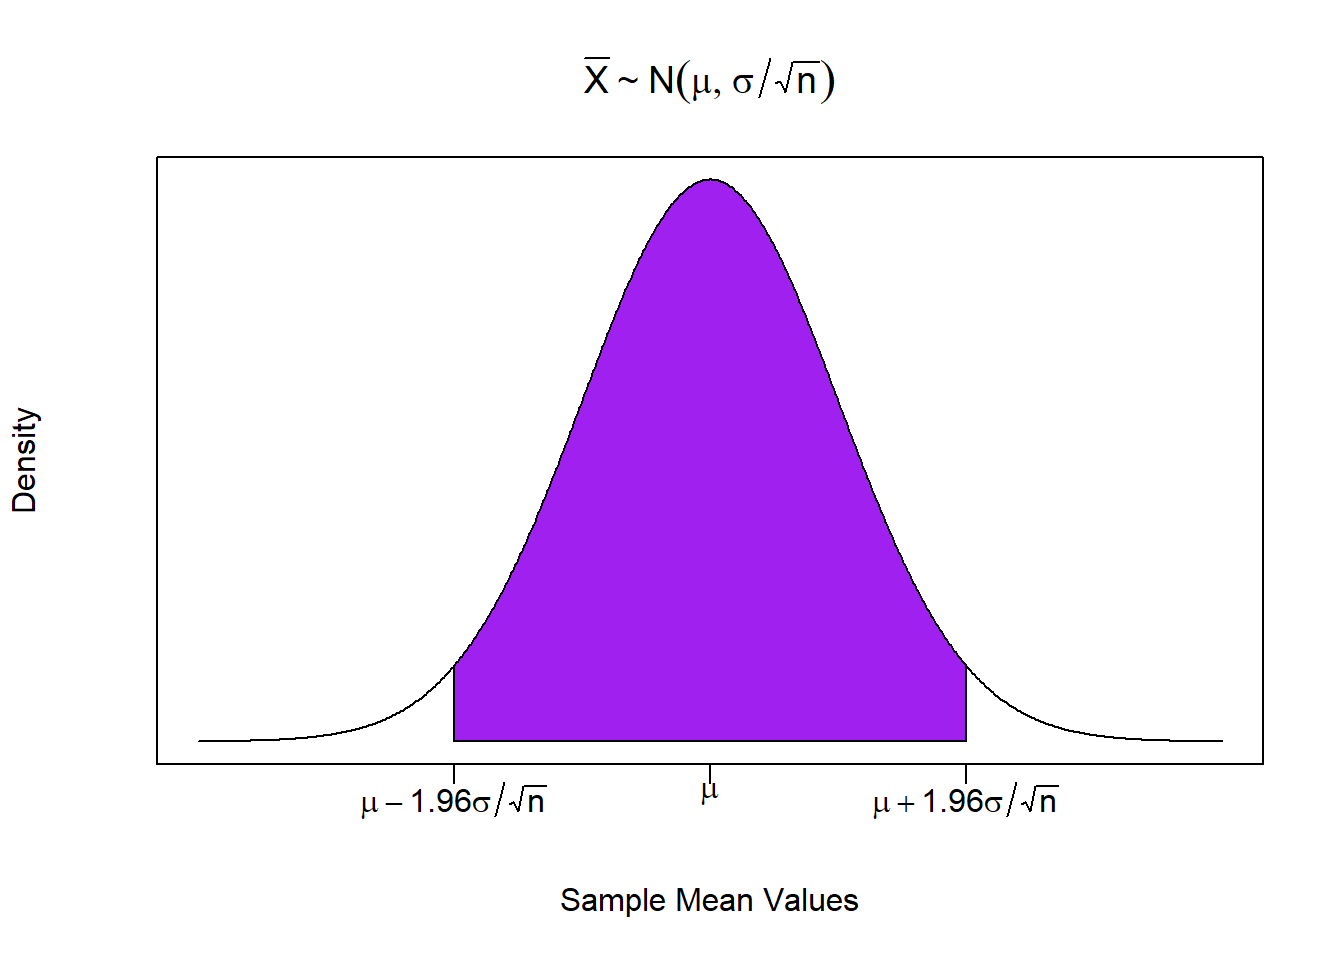 X̅ ~ N(μ, σ/√n)
Density
μ − 1.96σ/√n
μ
μ + 1.96σ/√n
Sample Mean Values